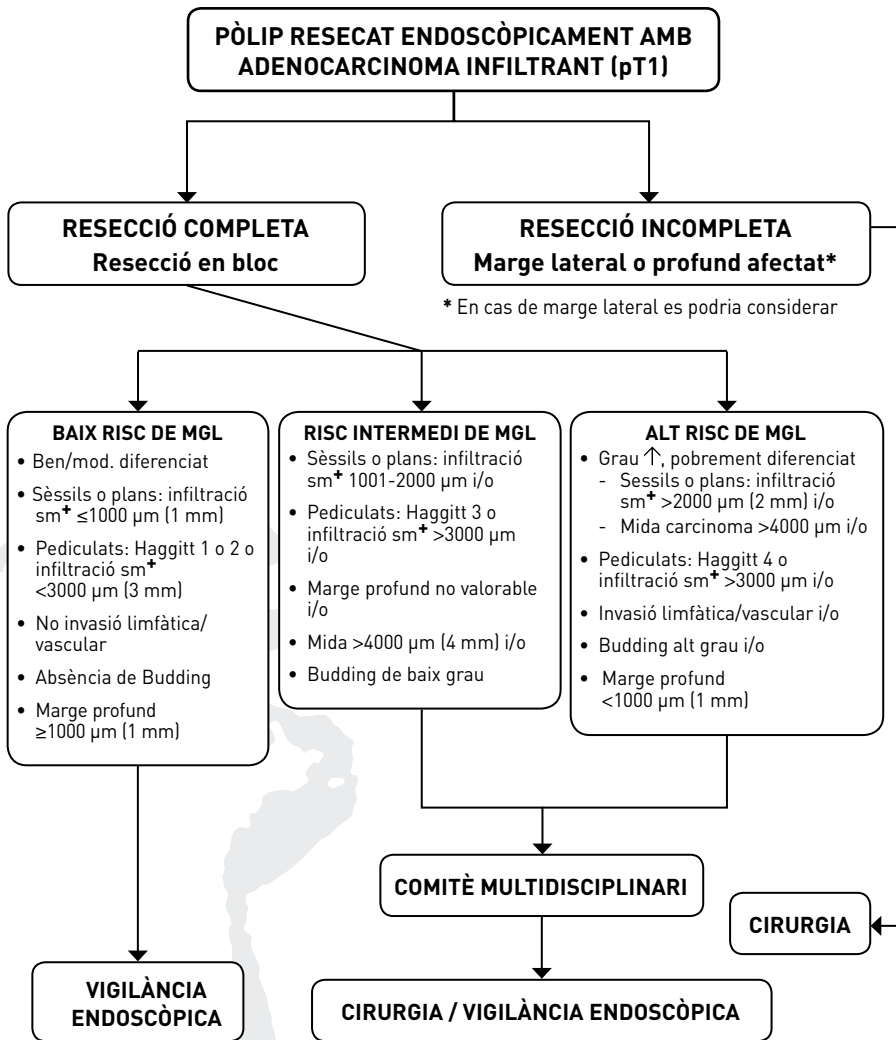 PÒLIP RESECAT ENDOSCÒPICAMENT AMB
ADENOCARCINOMA INFILTRANT (pT1)
RESECCIÓ COMPLETA
Resecció en bloc
RESECCIÓ INCOMPLETA
Marge lateral o profund afectat*
* En cas de marge lateral es podria considerar
BAIX RISC DE MGL
• Ben/mod. diferenciat
• Sèssils o plans: infiltració
sm+ ≤1000 µm (1 mm)
• Pediculats: Haggitt 1 o 2 o
infiltració sm+
<3000 µm (3 mm)
• No invasió limfàtica/
vascular
• Absència de Budding
• Marge profund
≥1000 µm (1 mm)
RISC INTERMEDI DE MGL
• Sèssils o plans: infiltració
sm+ 1001-2000 µm i/o
• Pediculats: Haggitt 3 o
infiltració sm+ >3000 µm
i/o
• Marge profund no valorable
i/o
• Mida >4000 µm (4 mm) i/o
• Budding de baix grau
ALT RISC DE MGL
• Grau ↑, pobrement diferenciat
- Sessils o plans: infiltració
sm+ >2000 µm (2 mm) i/o
- Mida carcinoma >4000 µm i/o
• Pediculats: Haggitt 4 o
infiltració sm+ >3000 µm i/o
• Invasió limfàtica/vascular i/o
• Budding alt grau i/o
• Marge profund
<1000 µm (1 mm)
COMITÈ MULTIDISCIPLINARI
CIRURGIA
VIGILÀNCIA
ENDOSCÒPICA
CIRURGIA / VIGILÀNCIA ENDOSCÒPICA